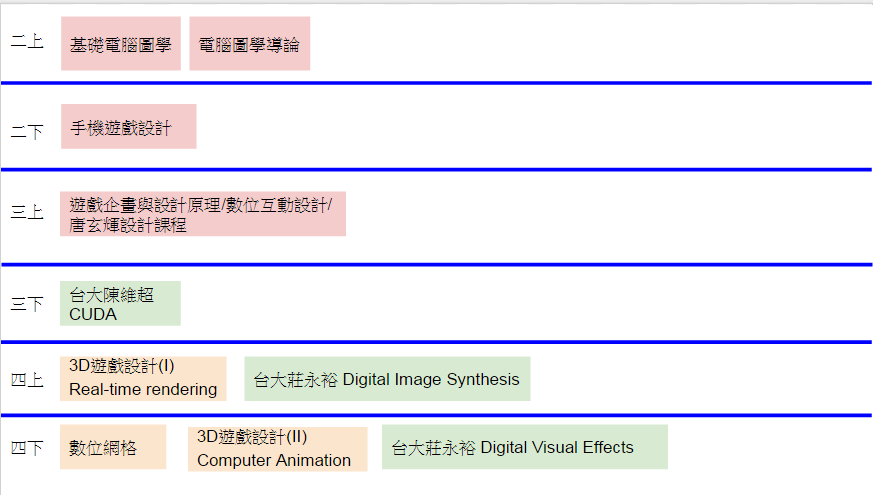 二上
基礎電腦圖學
電腦圖學導論
二下
手機遊戲設計
三上
遊戲企畫與設計原理/數位互動設計/
唐玄輝設計課程
三下
台大陳維超
CUDA
四上
3D遊戲設計(I)
Real-time rendering
台大莊永裕 Digital Image Synthesis
四下
數位網格
3D遊戲設計(II)
Computer Animation
台大莊永裕 Digital Visual Effects